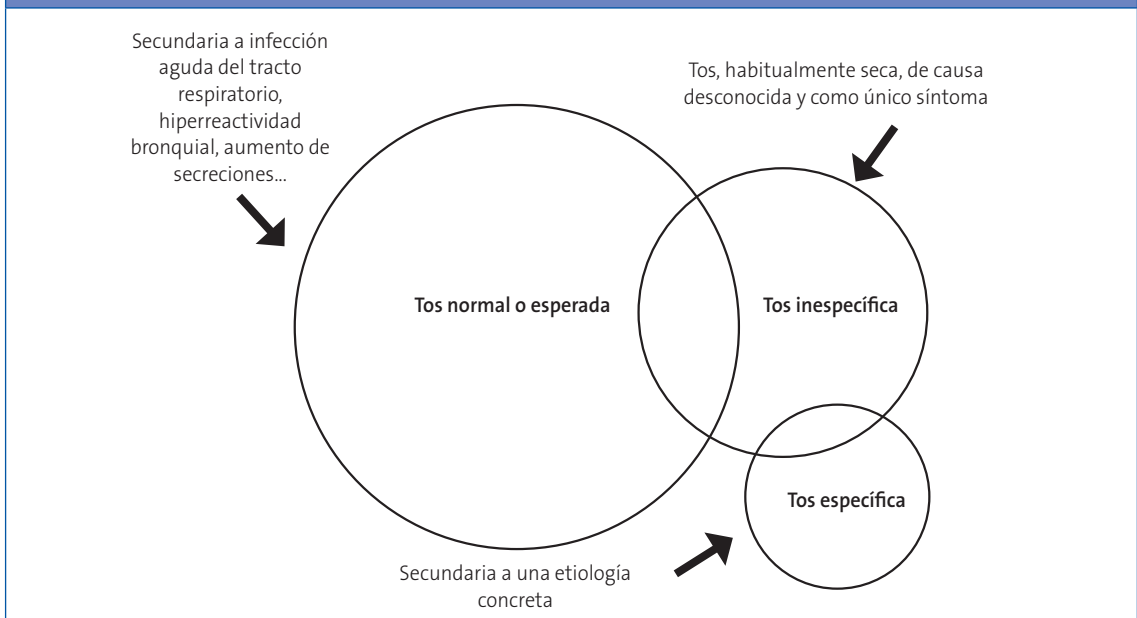 Secundaria a infección
aguda del tracto
respiratorio,
hiperreactividad
bronquial, aumento de
secreciones...
Tos, habitualmente seca, de causa
desconocida y como único síntoma
Tos normal o esperada
Tos inespecífica
Tos específica
Secundaria a una etiología
concreta